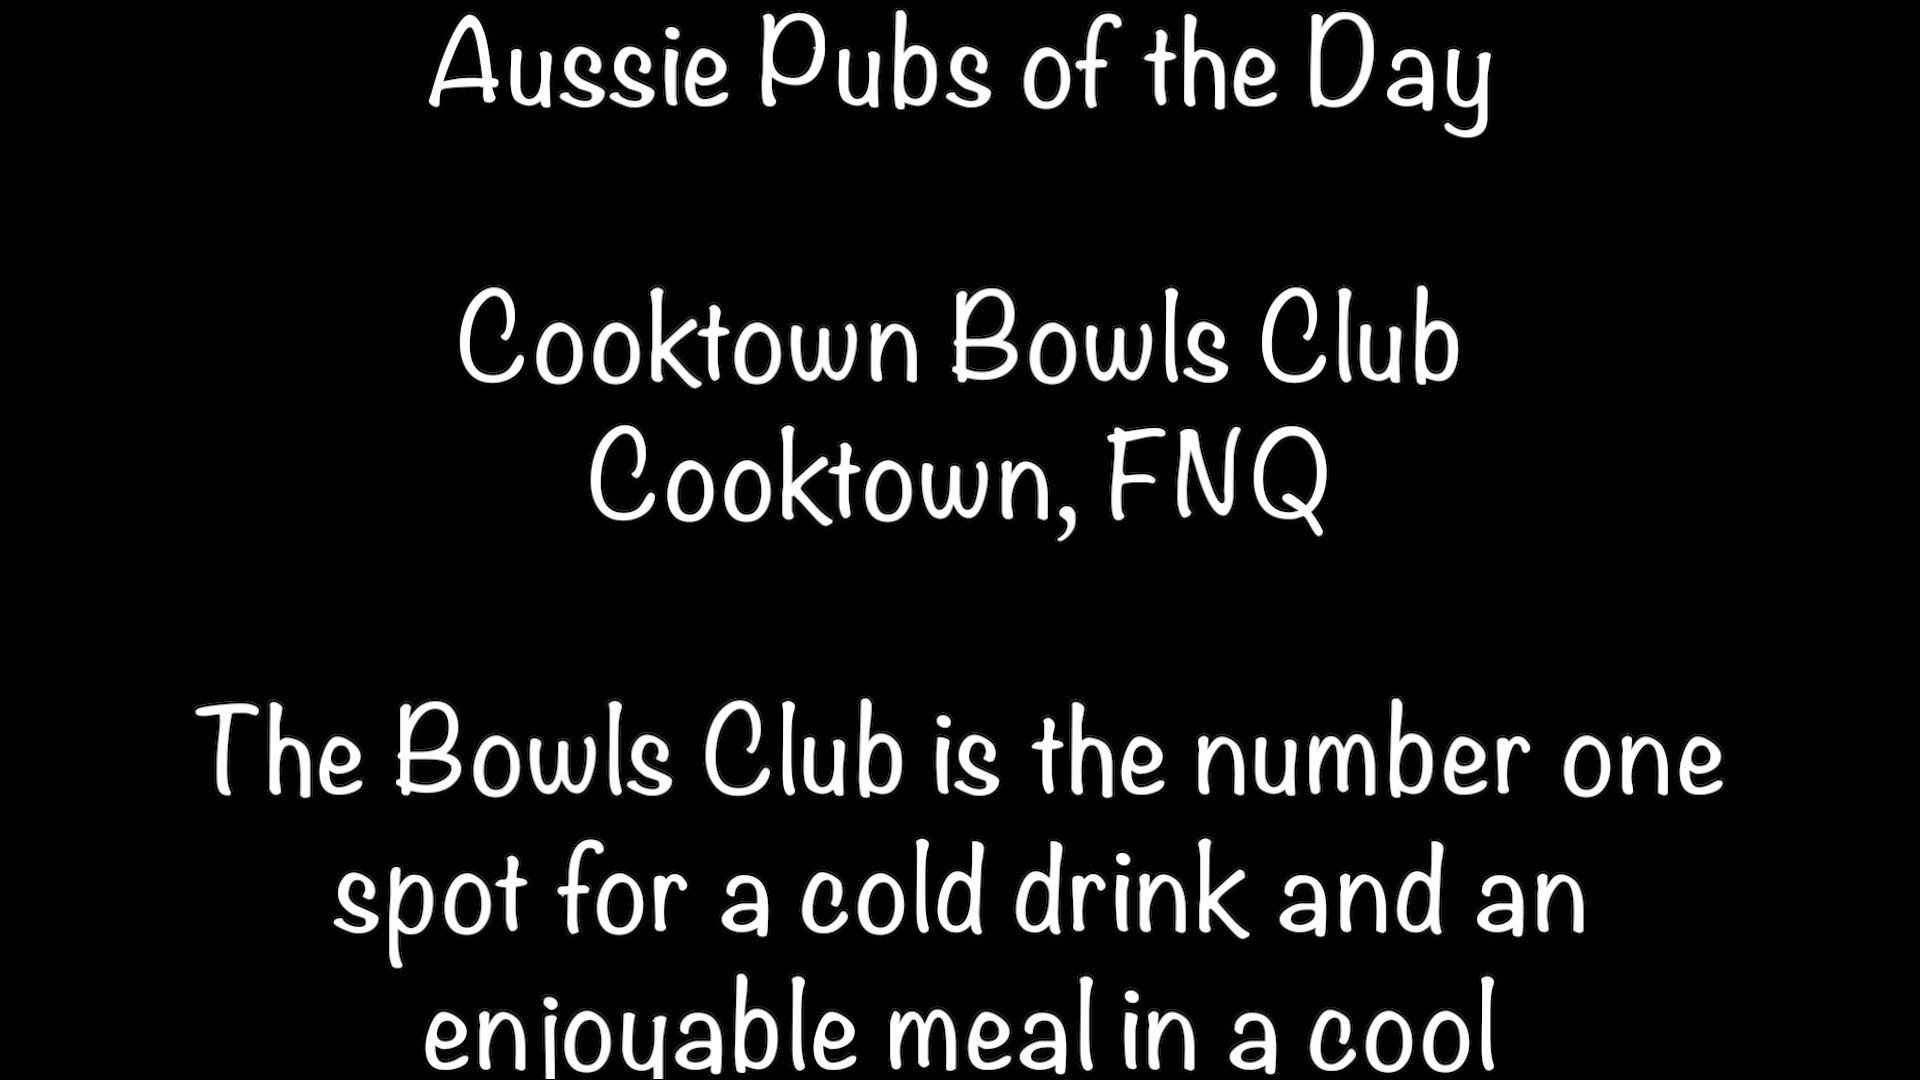 Aussie Pubs of the Day
Cooktown Bowls Club
Cooktown, FNQ
The Bowls Club is the number one
spot for a cold drink and an
enjoyable meal in a cool